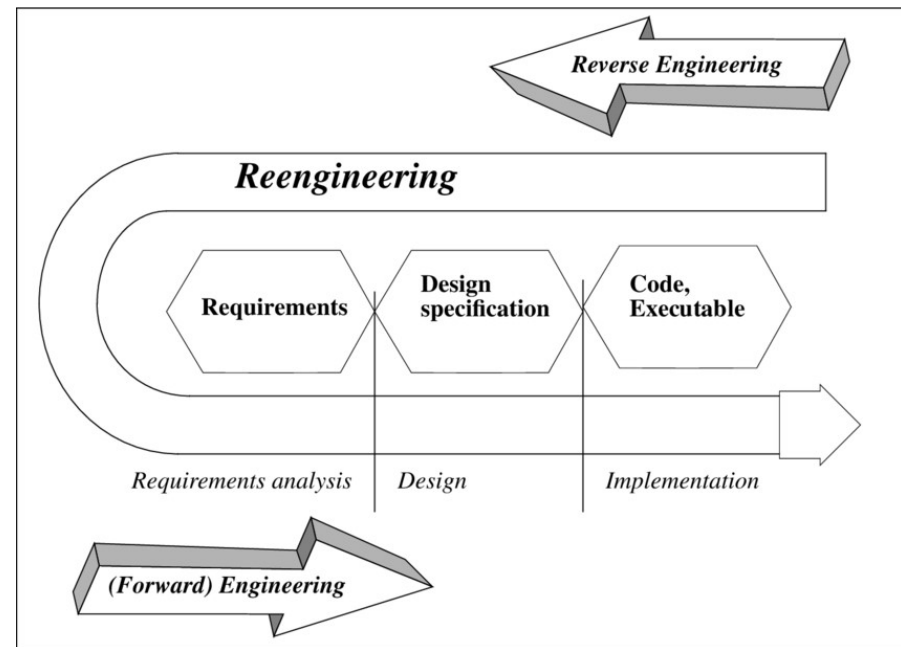 Reverse Engineering
Reengineering
Requirements
Design
specification
Code,
Executable
Requirements analysis
Design
Implementation
(Forward) Engineering